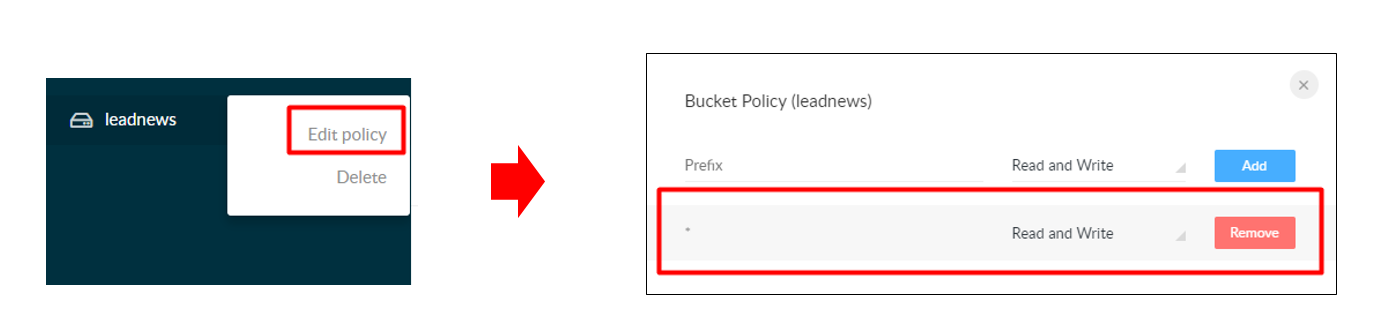 leadnews
Edit policy
Delete
Bucket Policy (leadnews)
Prefix Read and Write Add
* Read and Write Remove